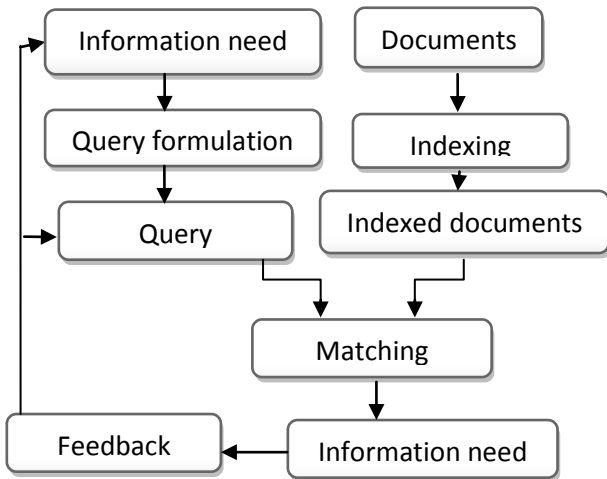 Information need
Documents
Query formulation
Indexing
Query
Indexed documents
Matching
Feedback
Information need